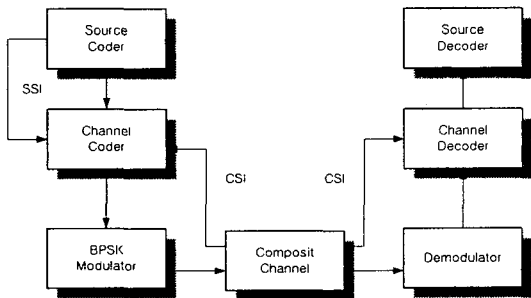 Source
Coder
Source
Decoder
SSI
Channel
Coder
Channel
Decoder
CSI
CSI
BPSK
Modulator
Composit
Channel
Demodulator